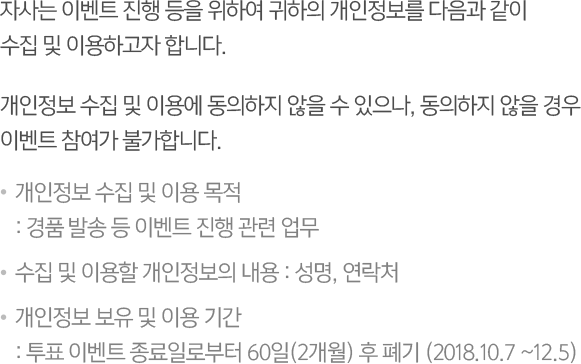 자사는 이벤트 진행 등을 위하여 귀하의 개인정보를 다음과 같이
수집 및 이용하고자 합니다.
개인정보 수집 및 이용에 동의하지 않을 수 있으나, 동의하지 않을 경우
이벤트 참여가 불가합니다.
• 개인정보 수집 및 이용 목적
: 경품 발송 등 이벤트 진행 관련 업무
• 수집 및 이용할 개인정보의 내용 : 성명, 연락처
• 개인정보 보유 및 이용 기간
: 투표 이벤트 종료일로부터 60일(2개월) 후 폐기 (2018.10.7 ~12.5)